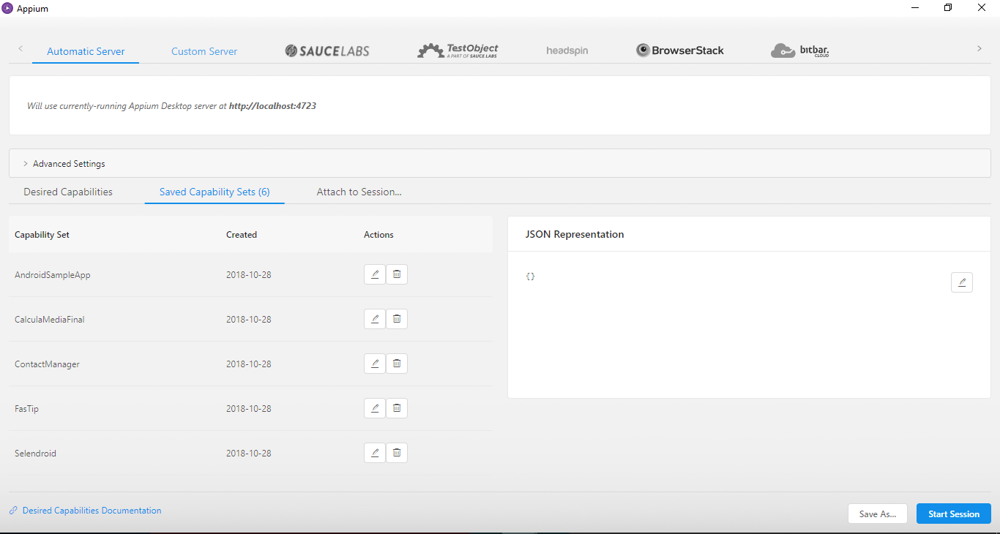 Appium
Automatic Server
Custom Server
SAUCELABS
TestObject
A PART OF SAUCE LABS
headspin
BrowserStack
bitbar.
CLOUD
Will use currently-running Appium Desktop server at http://localhost:4723
Advanced Settings
Desired Capabilities
Saved Capability Sets (6)
Attach to Session...
Capability Set Created Actions
AndroidSampleApp 2018-10-28
CalculaMediaFinal 2018-10-28
ContactManager 2018-10-28
FasTip 2018-10-28
Selendroid 2018-10-28
JSON Representation
{}
Desired Capabilities Documentation
Save As...
Start Session